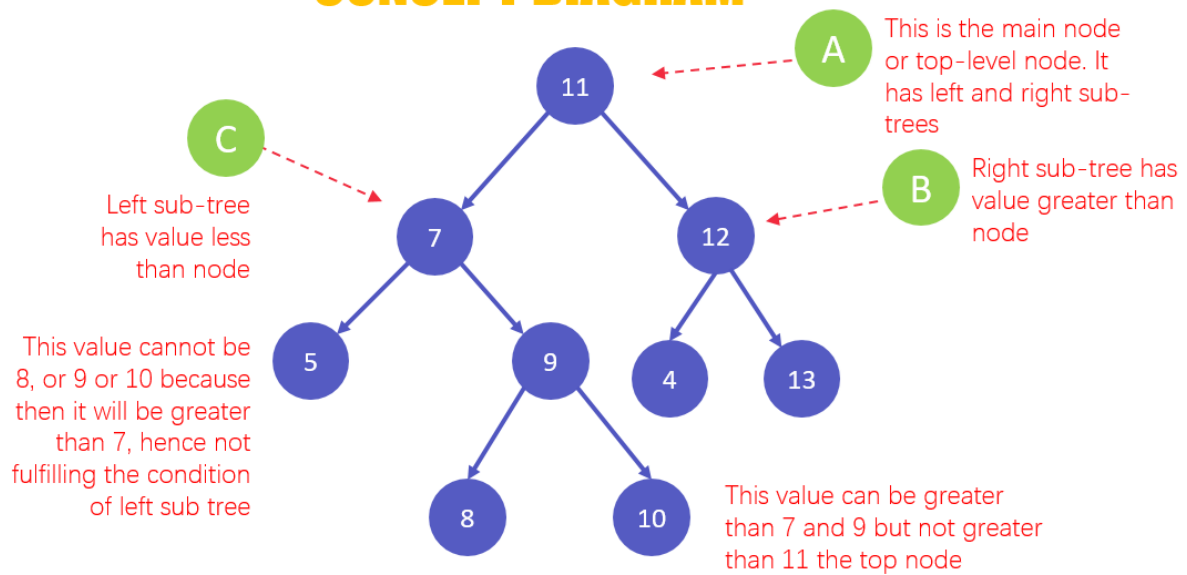 CONCEPT DIAGRAM
A
This is the main node
or top-level node. It
has left and right sub-
trees
11
C
B
Right sub-tree has
value greater than
node
Left sub-tree
has value less
than node
7
12
This value cannot be
8, or 9 or 10 because
then it will be greater
than 7, hence not
fulfilling the condition
of left sub tree
5
9
4
13
8
10
This value can be greater
than 7 and 9 but not greater
than 11 the top node